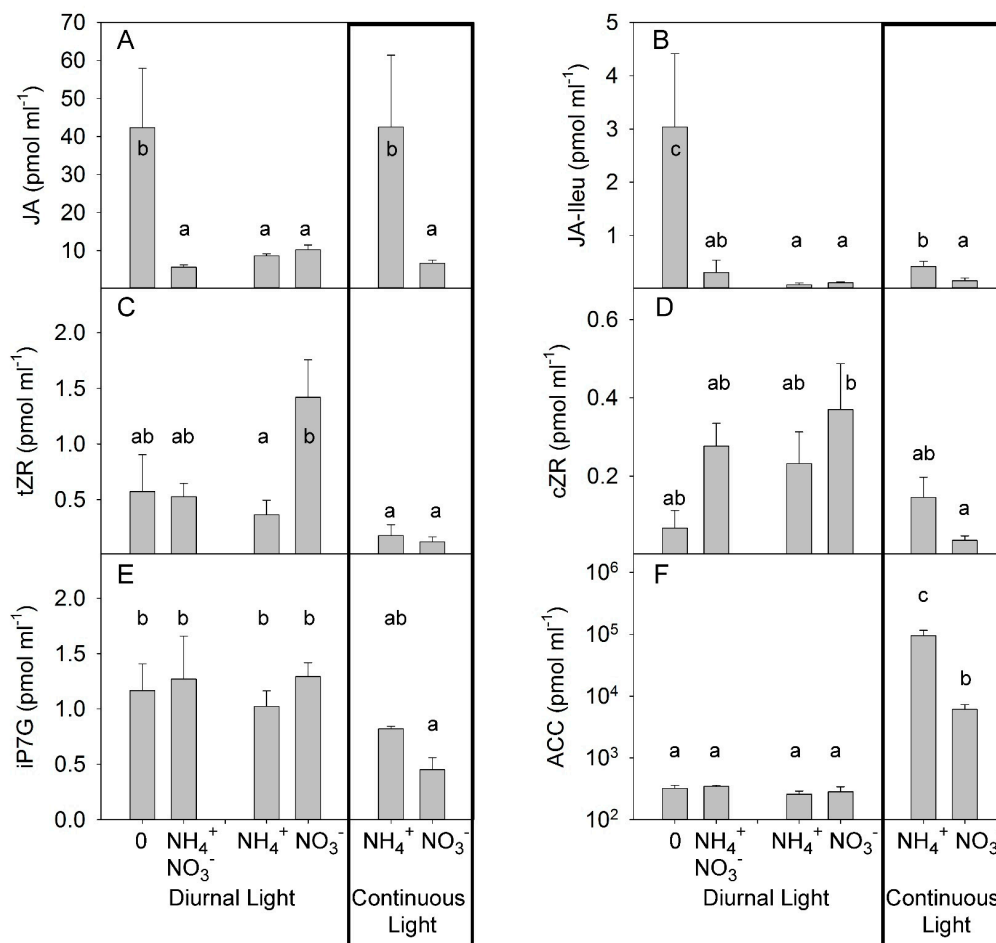 A
JA (pmol ml⁻¹)
70
60
50
40
30
20
10
b
a
a
a
b
a
B
JA-Ileu (pmol ml⁻¹)
5
4
3
2
1
c
ab
a
a
b
a
C
tZR (pmol ml⁻¹)
2.0
1.5
1.0
0.5
ab
ab
a
b
a
a
D
cZR (pmol ml⁻¹)
0.6
0.4
0.2
ab
ab
ab
b
ab
a
E
iP7G (pmol ml⁻¹)
2.0
1.5
1.0
0.5
0.0
b
b
b
b
ab
a
F
ACC (pmol ml⁻¹)
10⁶
10⁵
10⁴
10³
10²
a
a
a
a
c
b
0 NH₄⁺ NH₄⁺ NO₃⁻ NH₄⁺ NO₃⁻
NO₃⁻
Diurnal Light Continuous
Light
0 NH₄⁺ NH₄⁺ NO₃⁻ NH₄⁺ NO₃
NO₃⁻
Diurnal Light Continuous
Light